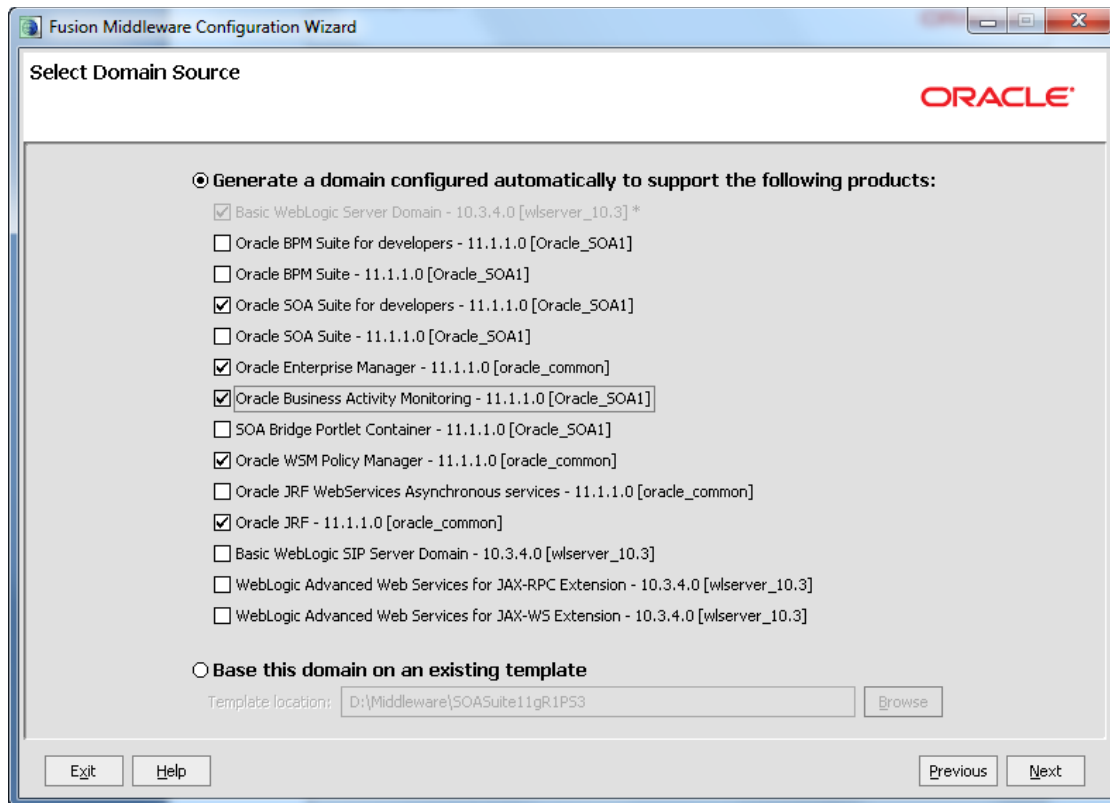 Fusion Middleware Configuration Wizard
Select Domain Source
ORACLE
Generate a domain configured automatically to support the following products:
Basic WebLogic Server Domain - 10.3.4.0 [wlserver_10.3] *
Oracle BPM Suite for developers - 11.1.1.0 [Oracle_SOA1]
Oracle BPM Suite - 11.1.1.0 [Oracle_SOA1]
Oracle SOA Suite for developers - 11.1.1.0 [Oracle_SOA1]
Oracle SOA Suite - 11.1.1.0 [Oracle_SOA1]
Oracle Enterprise Manager - 11.1.1.0 [oracle_common]
Oracle Business Activity Monitoring - 11.1.1.0 [Oracle_SOA1]
SOA Bridge Portlet Container - 11.1.1.0 [Oracle_SOA1]
Oracle WSM Policy Manager - 11.1.1.0 [oracle_common]
Oracle JRF WebServices Asynchronous services - 11.1.1.0 [oracle_common]
Oracle JRF - 11.1.1.0 [oracle_common]
Basic WebLogic SIP Server Domain - 10.3.4.0 [wlserver_10.3]
WebLogic Advanced Web Services for JAX-RPC Extension - 10.3.4.0 [wlserver_10.3]
WebLogic Advanced Web Services for JAX-WS Extension - 10.3.4.0 [wlserver_10.3]
Base this domain on an existing template
Template location: D:\Middleware\SOASuite11gR1PS3 Browse
Exit Help Previous Next